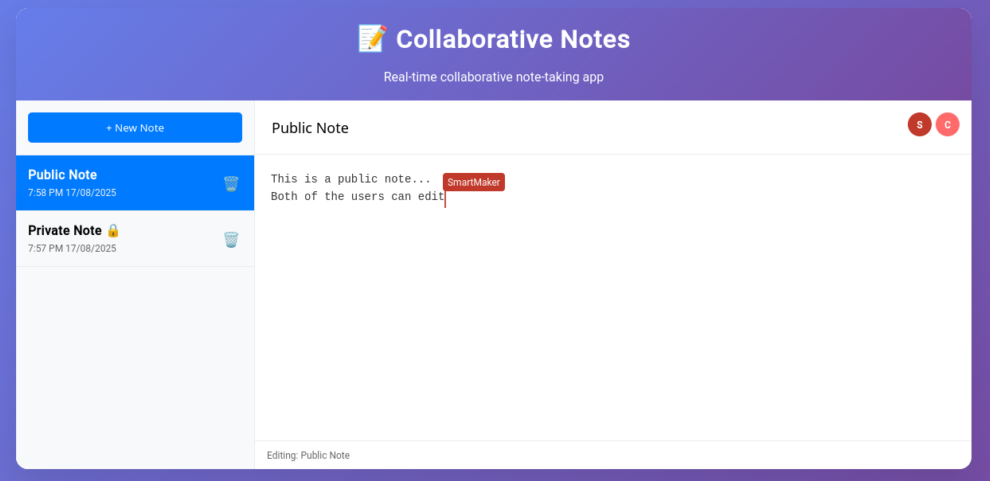 📝 Collaborative Notes
Real-time collaborative note-taking app
+ New Note
Public Note
7:58 PM 17/08/2025
Private Note 🔒
7:57 PM 17/08/2025
Public Note
S
C
This is a public note...
SmartMaker
Both of the users can edit
Editing: Public Note